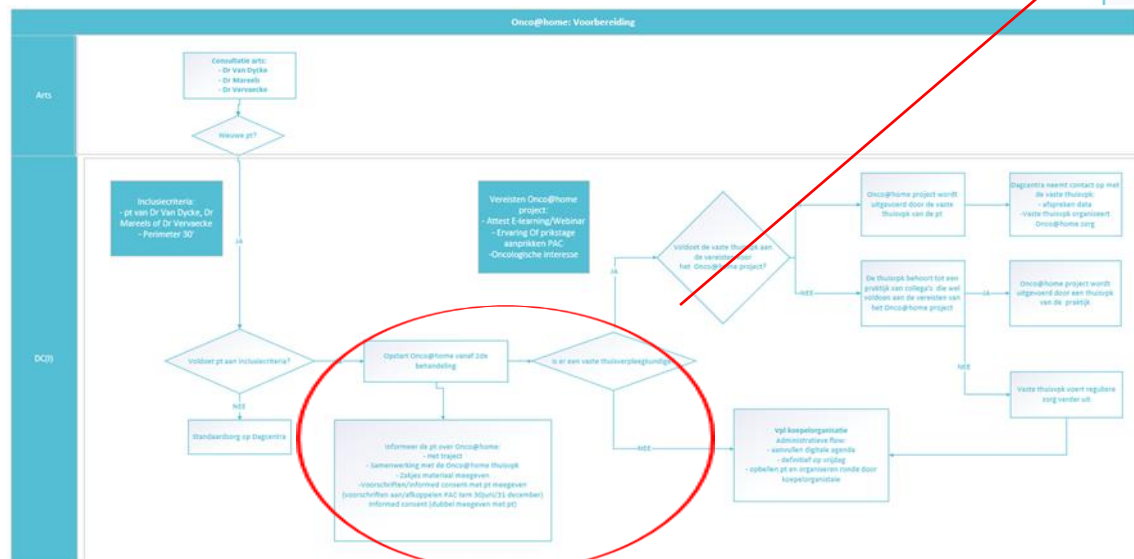 Onco@home: Voorbereiding
Arts
Consultatie arts:
- Dr Van Dycke
- Dr Mareels
- Dr Vervaecke
Nieuwe pt?
DC(I)
Inclusiecriteria:
- pt van Dr Van Dycke, Dr
Mareels of Dr Vervaecke
- Perimeter 30'
JA
Voldoet pt aan inclusiecriteria?
NEE
Standaardzorg op Dagcentra
Opstart Onco@home vanaf 2de
behandeling
Informeer de pt over Onco@home:
- Het traject
- Samenwerking met de Onco@home thuisvpk
- Zakjes materiaal meegeven
-Voorschriften/informed consent met pt meegeven
(voorschriften aan/afkoppelen PAC tem 30juni/31 december)
Informed consent (dubbel meegeven met pt)
Vereisten Onco@home
project:
- Attest E-learning/Webinar
- Ervaring Of prikstage
aanprikken PAC
-Oncologische interesse
Is er een vaste thuisverpleegkundige
JA
NEE
Voldoet de vaste thuisvpk aan
de vereisten voor
het Onco@home project?
NEE
Onco@home project wordt
uitgevoerd door de vaste
thuisvpk van de pt
Dagcentra neemt contact op met
de vaste thuisvpk:
- afspreken data
-Vaste thuisvpk organiseert
Onco@home zorg
De thuisvpk behoort tot een
praktijk van collega's die wel
voldoen aan de vereisten van
het Onco@home project
JA
Onco@home project wordt
uitgevoerd door een thuisvpk
van de praktijk
NEE
Vaste thuisvpk voert reguliere
zorg verder uit
Vpl koepelorganisatie
Administratieve flow:
- aanvullen digitale agenda
- definitief op vrijdag
- opbellen pt en organiseren ronde door
koepelorganistaie